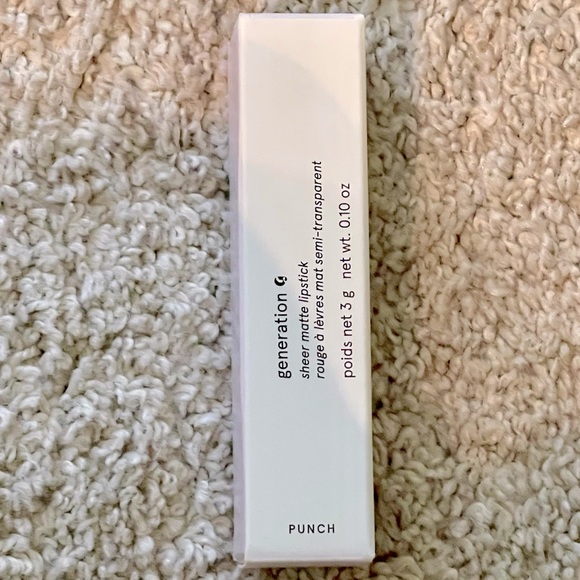 generation G
sheer matte lipstick
rouge à lèvres mat semi-transparent
poids net 3 g net wt. 0.10 oz
PUNCH